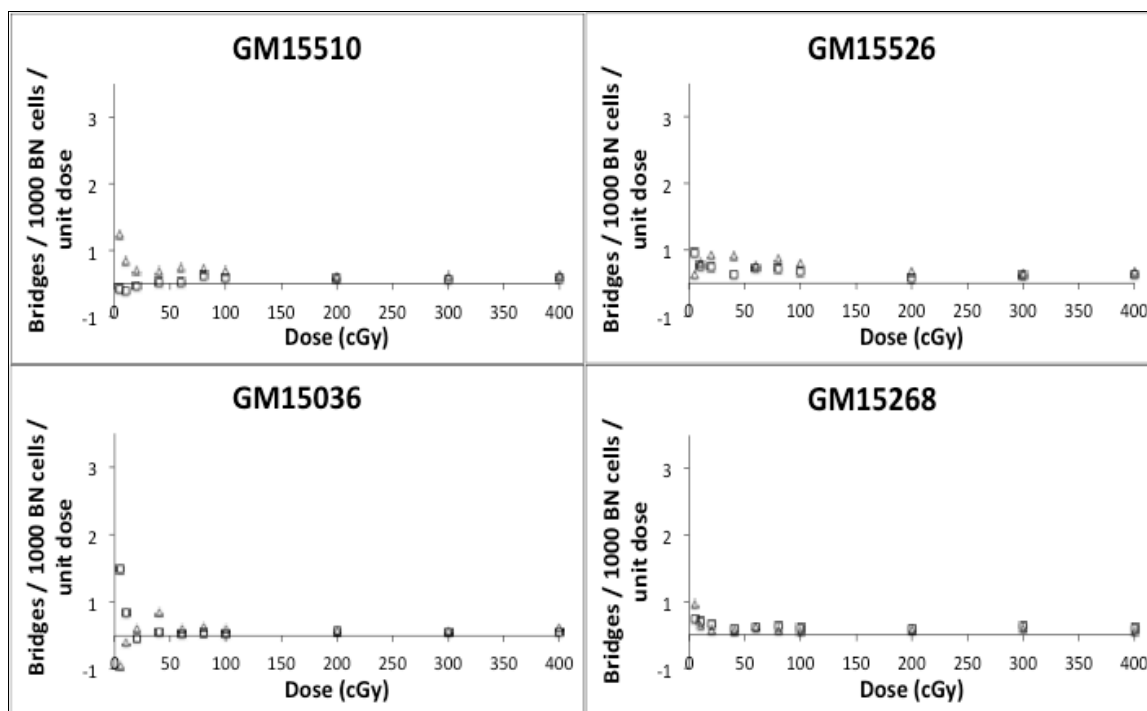 GM15510
Bridges / 1000 BN cells /
unit dose
3
2
1
-1
0 50 100 150 200 250 300 350 400
Dose (cGy)
GM15526
Bridges / 1000 BN cells /
unit dose
3
2
1
-1
0 50 100 150 200 250 300 350 400
Dose (cGy)
GM15036
Bridges / 1000 BN cells /
unit dose
3
2
1
-1
0 50 100 150 200 250 300 350 400
Dose (cGy)
GM15268
Bridges / 1000 BN cells /
unit dose
3
2
1
-1
0 50 100 150 200 250 300 350 400
Dose (cGy)